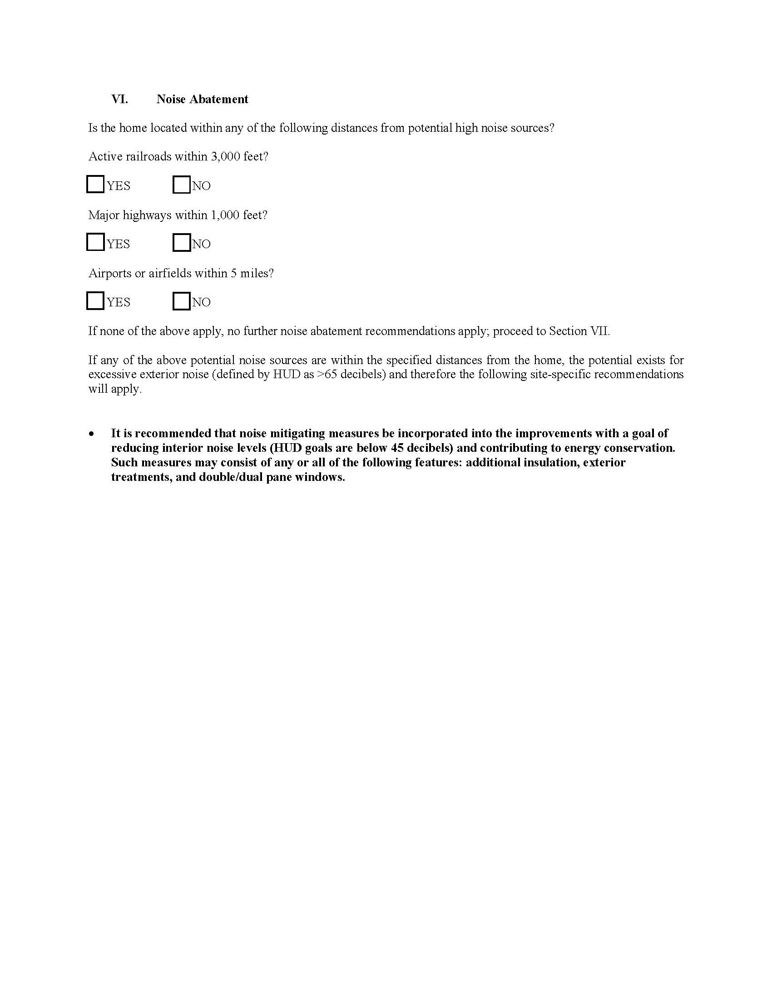 VI. Noise Abatement
Is the home located within any of the following distances from potential high noise sources?
Active railroads within 3,000 feet?
YES NO
Major highways within 1,000 feet?
YES NO
Airports or airfields within 5 miles?
YES NO
If none of the above apply, no further noise abatement recommendations apply; proceed to Section VII.
If any of the above potential noise sources are within the specified distances from the home, the potential exists for
excessive exterior noise (defined by HUD as >65 decibels) and therefore the following site-specific recommendations
will apply.
• It is recommended that noise mitigating measures be incorporated into the improvements with a goal of
reducing interior noise levels (HUD goals are below 45 decibels) and contributing to energy conservation.
Such measures may consist of any or all of the following features: additional insulation, exterior
treatments, and double/dual pane windows.